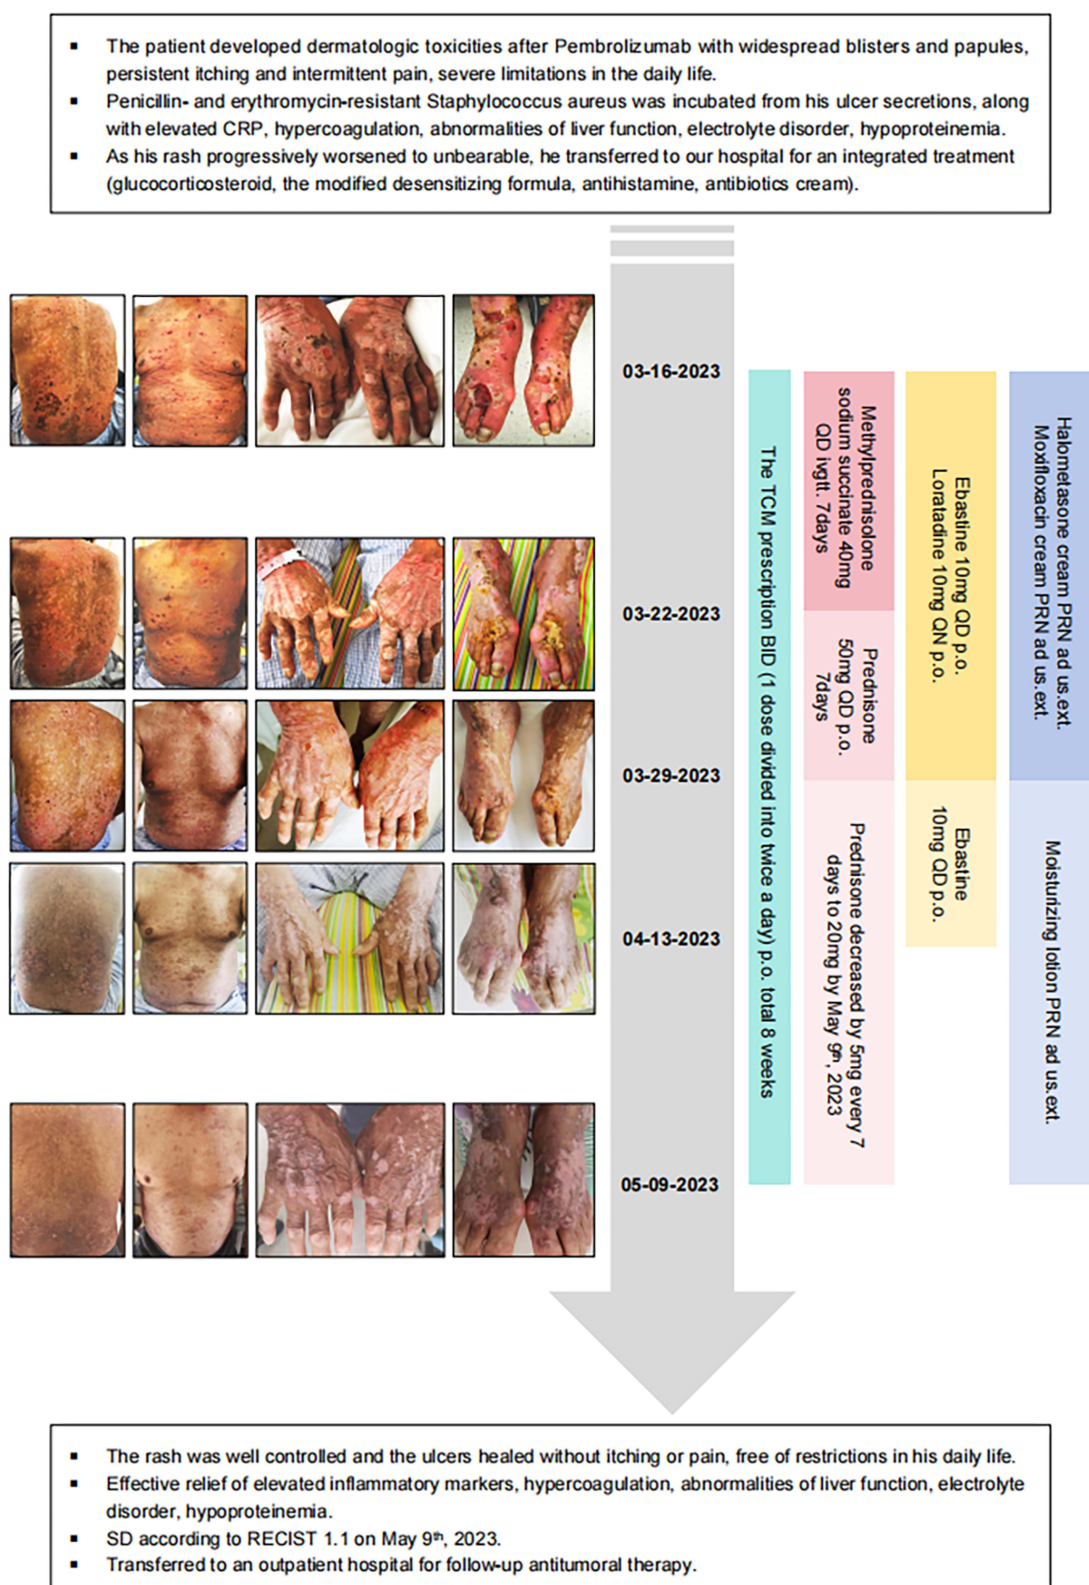 ▪ The patient developed dermatologic toxicities after Pembrolizumab with widespread blisters and papules,
persistent itching and intermittent pain, severe limitations in the daily life.
▪ Penicillin- and erythromycin-resistant Staphylococcus aureus was incubated from his ulcer secretions, along
with elevated CRP, hypercoagulation, abnormalities of liver function, electrolyte disorder, hypoproteinemia.
▪ As his rash progressively worsened to unbearable, he transferred to our hospital for an integrated treatment
(glucocorticosteroid, the modified desensitizing formula, antihistamine, antibiotics cream).
03-16-2023
03-22-2023
03-29-2023
04-13-2023
05-09-2023
The TCM prescription BID (1 dose divided into twice a day) p.o. total 8 weeks
Methylprednisolone
sodium succinate 40mg
QD ivgtt. 7days
Prednisone
50mg QD p.o.
7days
Prednisone decreased by 5mg every 7
days to 20mg by May 9th, 2023
Ebastine 10mg QD p.o.
Loratadine 10mg QN p.o.
Ebastine
10mg QD p.o.
Halometasone cream PRN ad us.ext.
Moxifloxacin cream PRN ad us.ext.
Moisturizing lotion PRN ad us.ext.
▪ The rash was well controlled and the ulcers healed without itching or pain, free of restrictions in his daily life.
▪ Effective relief of elevated inflammatory markers, hypercoagulation, abnormalities of liver function, electrolyte
disorder, hypoproteinemia.
▪ SD according to RECIST 1.1 on May 9th, 2023.
▪ Transferred to an outpatient hospital for follow-up antitumoral therapy.